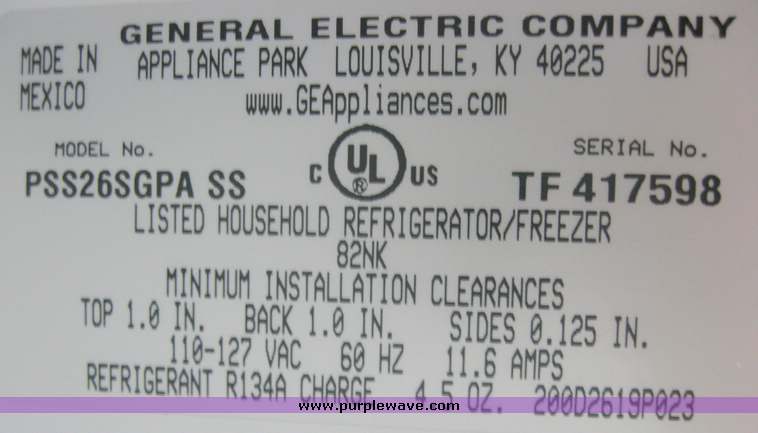 GENERAL ELECTRIC COMPANY
MADE IN MEXICO
APPLIANCE PARK LOUISVILLE, KY 40225 USA
www.GEAppliances.com
MODEL No.
PSS26SGPA SS
C UL US
®
SERIAL No.
TF 417598
LISTED HOUSEHOLD REFRIGERATOR/FREEZER
82NK
MINIMUM INSTALLATION CLEARANCES
TOP 1.0 IN. BACK 1.0 IN. SIDES 0.125 IN.
110-127 VAC 60 HZ 11.6 AMPS
REFRIGERANT R134A CHARGE 4.5 OZ. 200D2619P023
www.purplewave.com